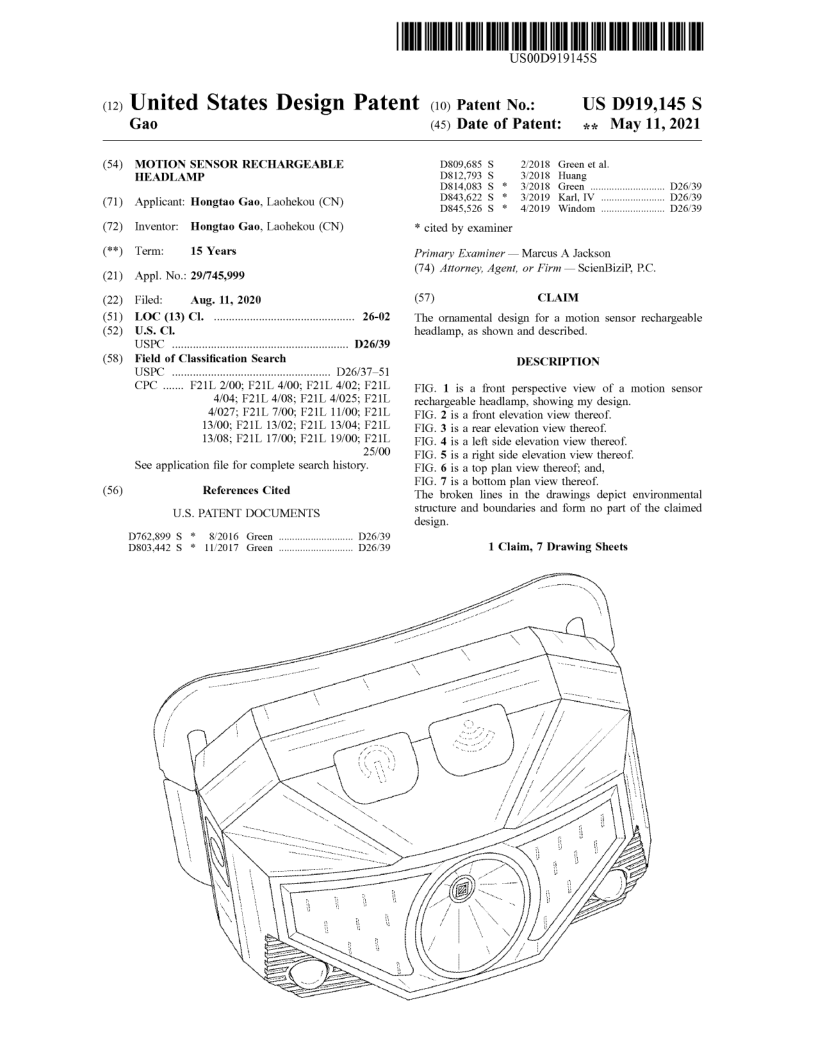 US00D919145S
(12) United States Design Patent
Gao
(10) Patent No.: US D919,145 S
(45) Date of Patent: ** May 11, 2021
(54) MOTION SENSOR RECHARGEABLE
HEADLAMP
(71) Applicant: Hongtao Gao, Laohekou (CN)
(72) Inventor: Hongtao Gao, Laohekou (CN)
(**) Term: 15 Years
(21) Appl. No.: 29/745,999
(22) Filed: Aug. 11, 2020
(51) LOC (13) Cl. ............................................... 26-02
(52) U.S. Cl.
USPC ............................................................ D26/39
(58) Field of Classification Search
USPC ..................................................... D26/37–51
CPC ....... F21L 2/00; F21L 4/00; F21L 4/02; F21L
4/04; F21L 4/08; F21L 4/025; F21L
4/027; F21L 7/00; F21L 11/00; F21L
13/00; F21L 13/02; F21L 13/04; F21L
13/08; F21L 17/00; F21L 19/00; F21L
25/00
See application file for complete search history.
(56) References Cited
U.S. PATENT DOCUMENTS
D762,899 S * 8/2016 Green ............................ D26/39
D803,442 S * 11/2017 Green ............................ D26/39
D809,685 S 2/2018 Green et al.
D812,793 S 3/2018 Huang
D814,083 S * 3/2018 Green ............................ D26/39
D843,622 S * 3/2019 Karl, IV ........................ D26/39
D845,526 S * 4/2019 Windom ........................ D26/39
* cited by examiner
Primary Examiner — Marcus A Jackson
(74) Attorney, Agent, or Firm — ScienBiziP, P.C.
(57) CLAIM
The ornamental design for a motion sensor rechargeable
headlamp, as shown and described.
DESCRIPTION
FIG. 1 is a front perspective view of a motion sensor
rechargeable headlamp, showing my design.
FIG. 2 is a front elevation view thereof.
FIG. 3 is a rear elevation view thereof.
FIG. 4 is a left side elevation view thereof.
FIG. 5 is a right side elevation view thereof.
FIG. 6 is a top plan view thereof; and,
FIG. 7 is a bottom plan view thereof.
The broken lines in the drawings depict environmental
structure and boundaries and form no part of the claimed
design.
1 Claim, 7 Drawing Sheets